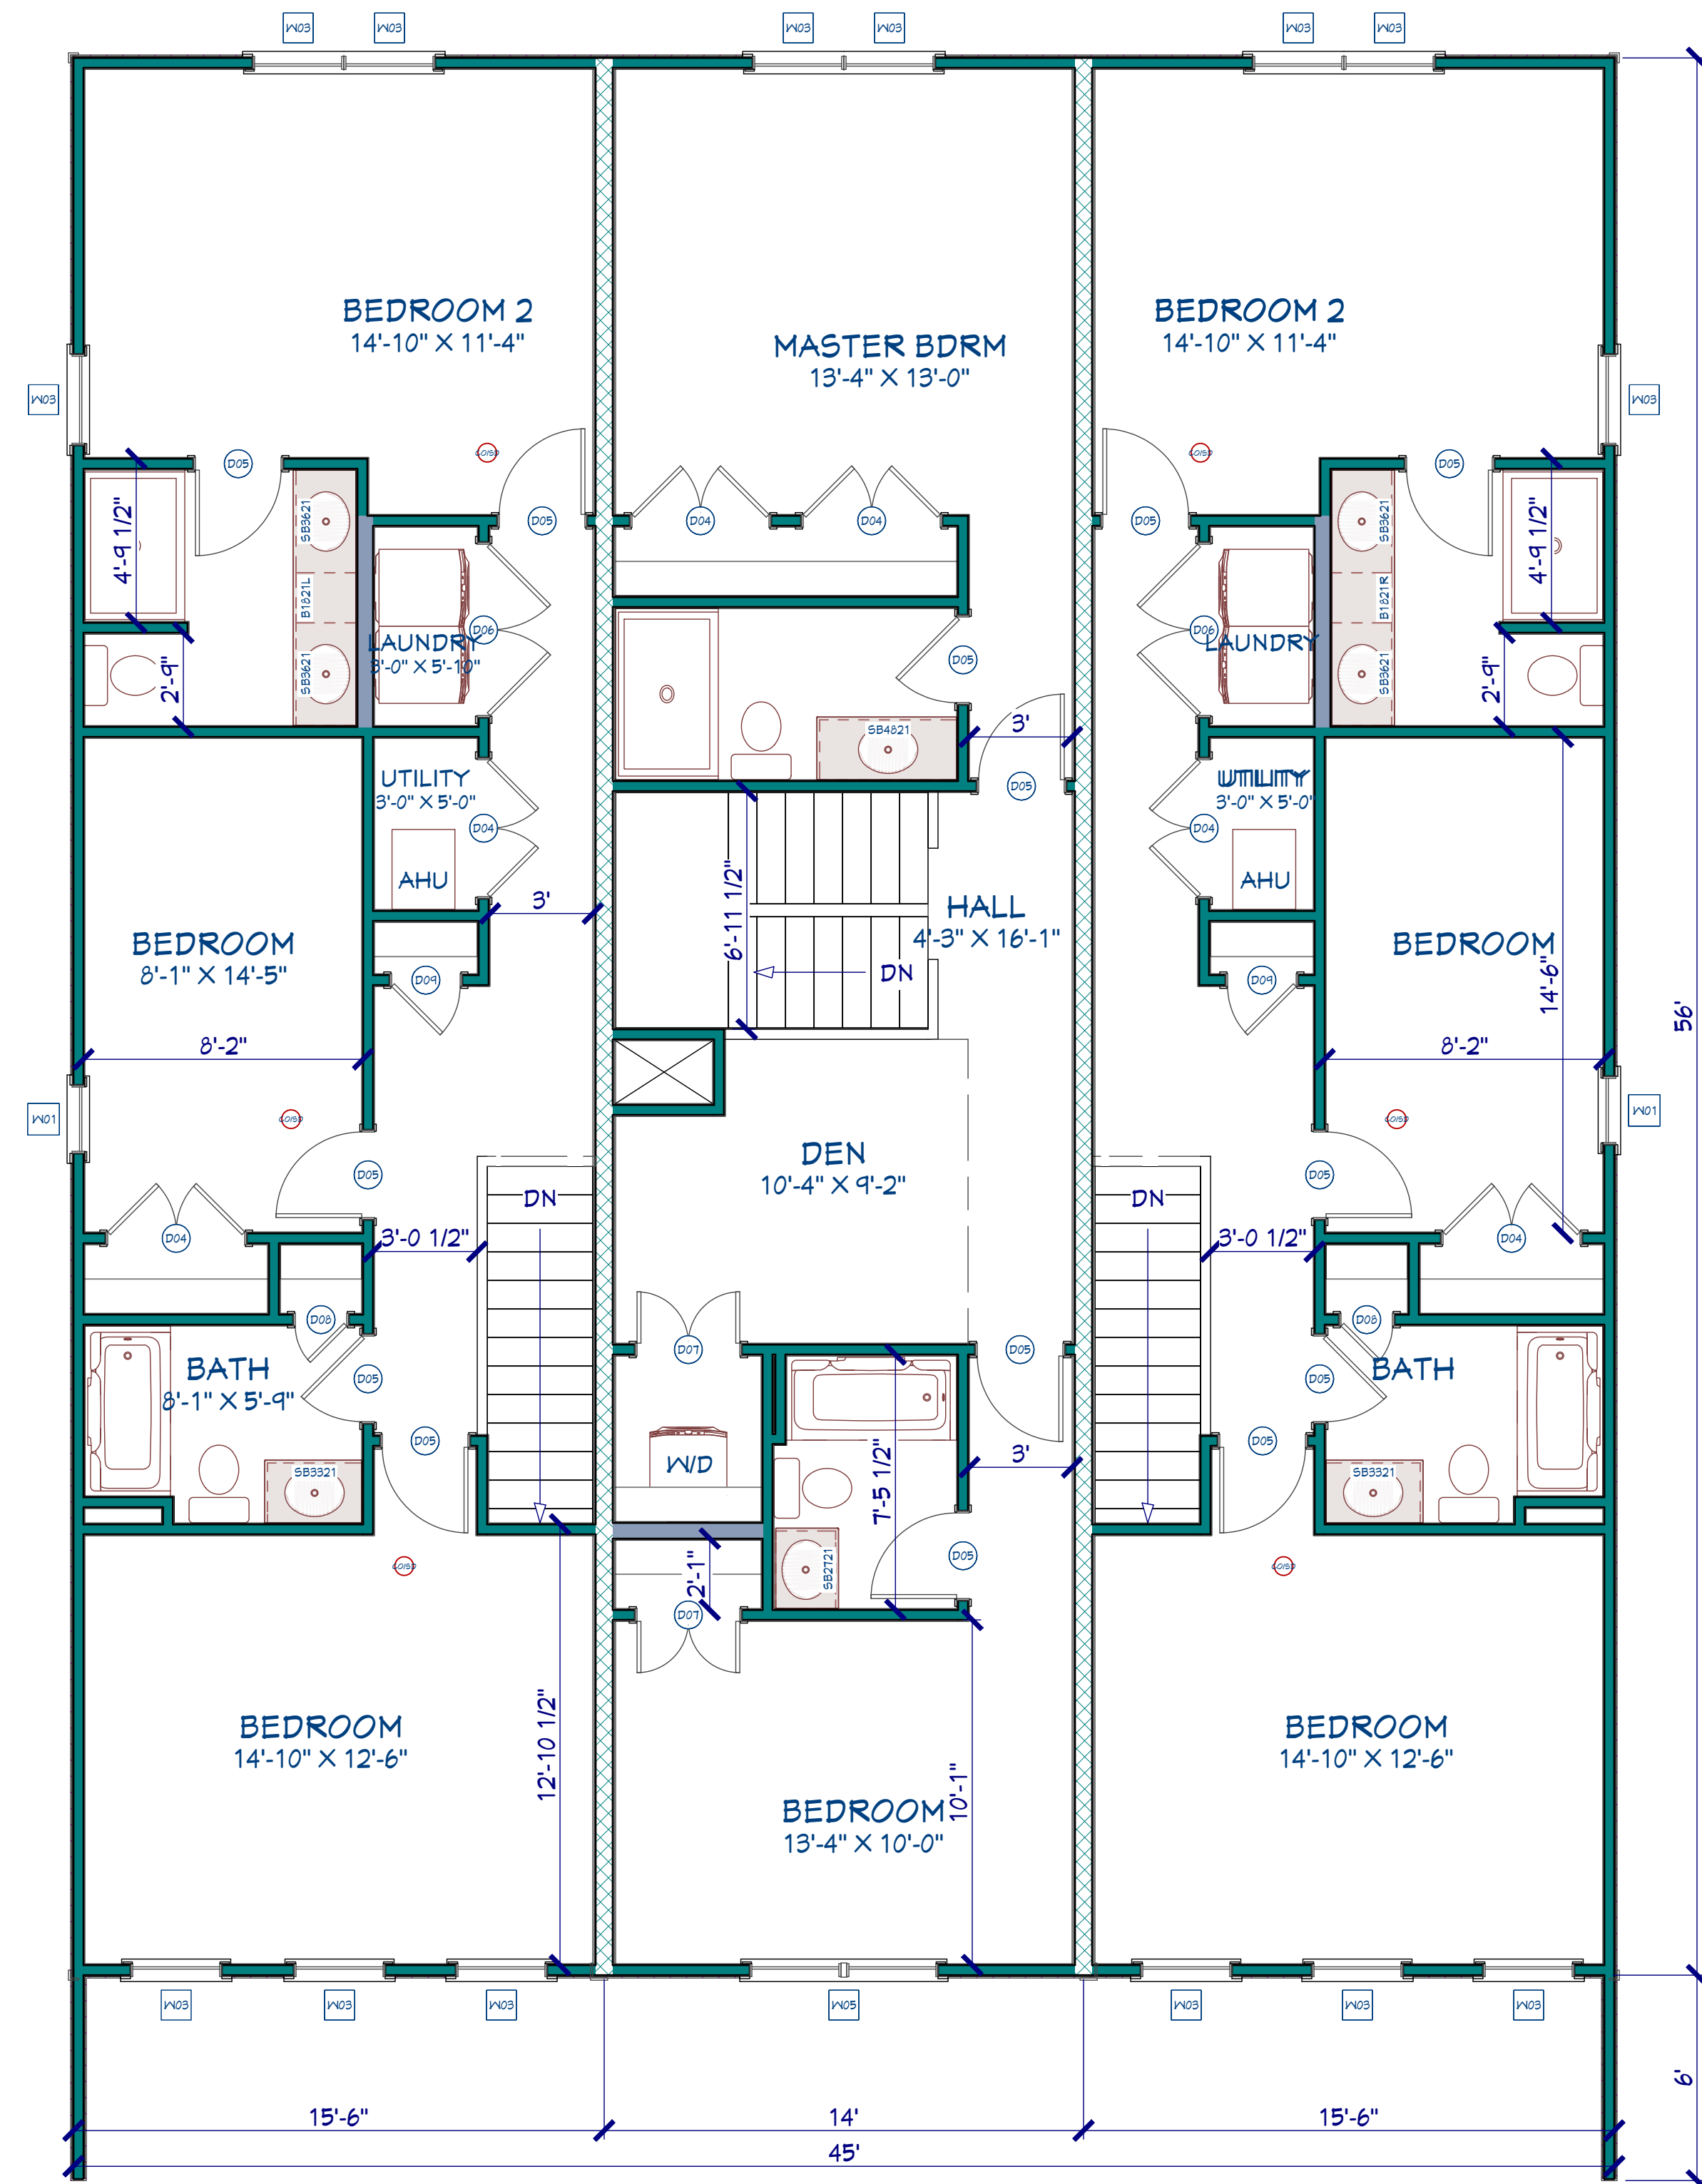 W03 W03 W03 W03 W03 W03
BEDROOM 2
14'-10" X 11'-4"
MASTER BDRM
13'-4" X 13'-0"
BEDROOM 2
14'-10" X 11'-4"
W03
W03
D05
D05
D05
D04
D04
D05
4'-9 1/2"
SB3621
B1821L
SB3621
2'-9"
LAUNDRY
3'-0" X 5'-10"
D06
D05
SB4821
3'
D05
D06
LAUNDRY
SB3621
B1821R
SB3621
4'-9 1/2"
2'-9"
UTILITY
3'-0" X 5'-0"
D04
AHU
3'
6'-11 1/2"
HALL
4'-3" X 16'-1"
DN
UTILITY
3'-0" X 5'-0"
D04
AHU
BEDROOM
8'-1" X 14'-5"
D09
D09
BEDROOM
14'-6"
56'
8'-2"
8'-2"
W01
W01
DEN
10'-4" X 9'-2"
D05
D05
DN
DN
D04
3'-0 1/2"
3'-0 1/2"
D04
D08
D07
D05
D08
BATH
8'-1" X 5'-9"
D05
D05
BATH
D05
W/D
7'-5 1/2"
3'
D05
SB3321
SB2721
D05
SB3321
2'-1"
D07
BEDROOM
14'-10" X 12'-6"
12'-10 1/2"
BEDROOM
13'-4" X 10'-0"
10'-1"
BEDROOM
14'-10" X 12'-6"
W03 W03 W03 W05 W03 W03 W03
6'
15'-6" 14' 15'-6"
45'